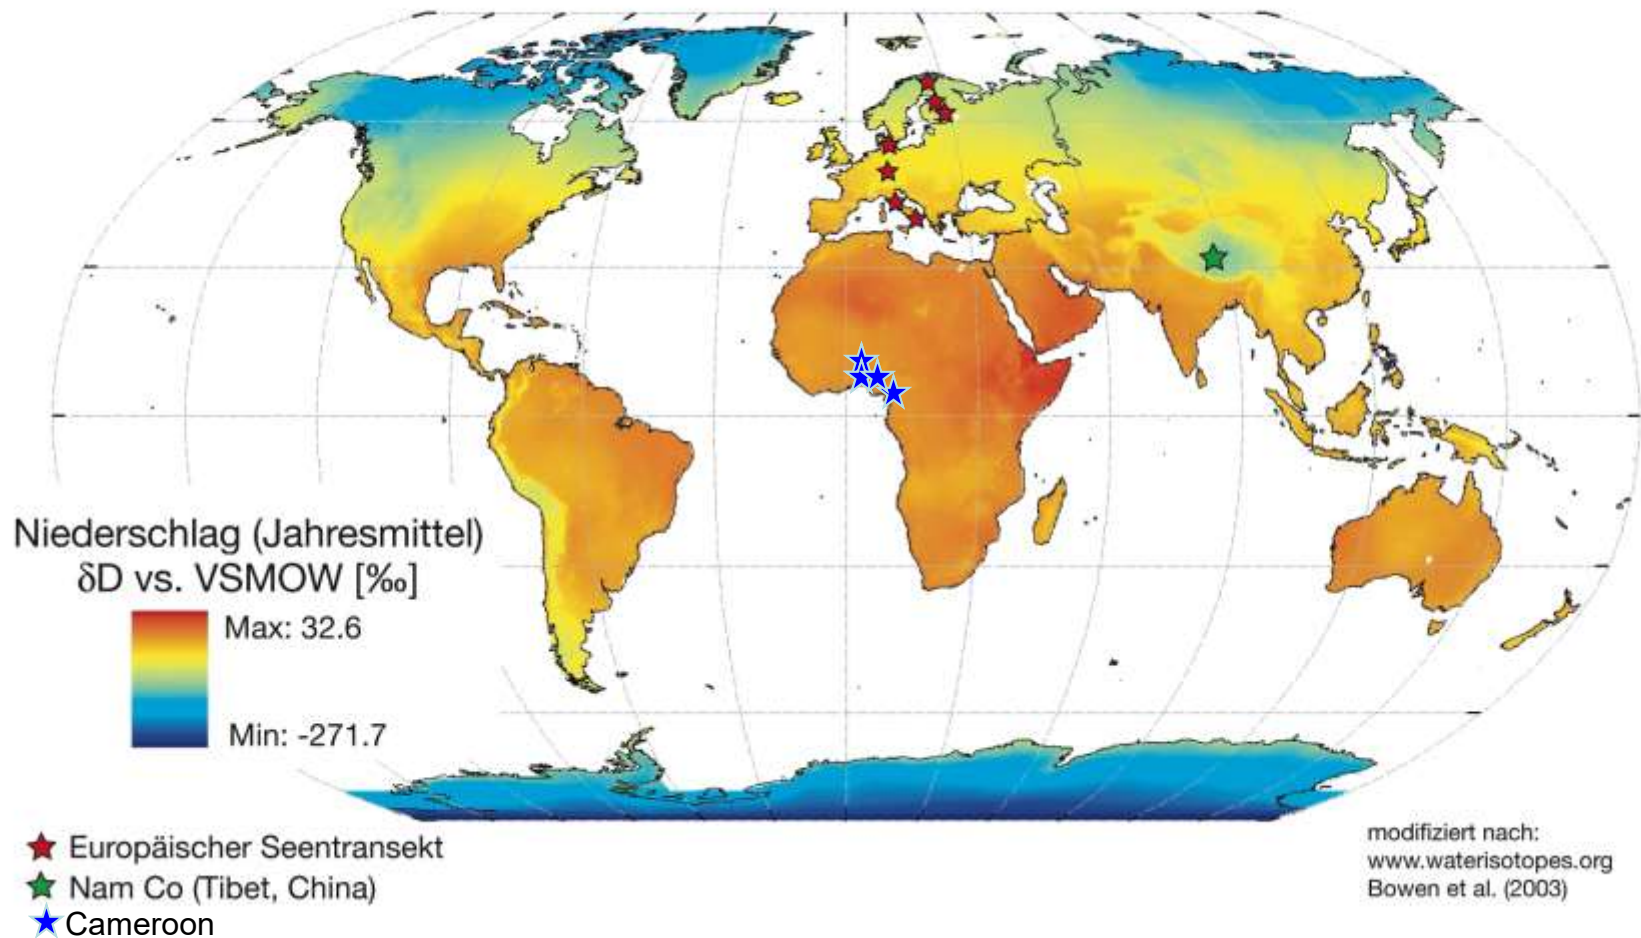 Niederschlag (Jahresmittel)
δD vs. VSMOW [‰]
Max: 32.6
Min: -271.7
Europäischer Seentransekt
Nam Co (Tibet, China)
Cameroon
modifiziert nach:
www.waterisotopes.org
Bowen et al. (2003)